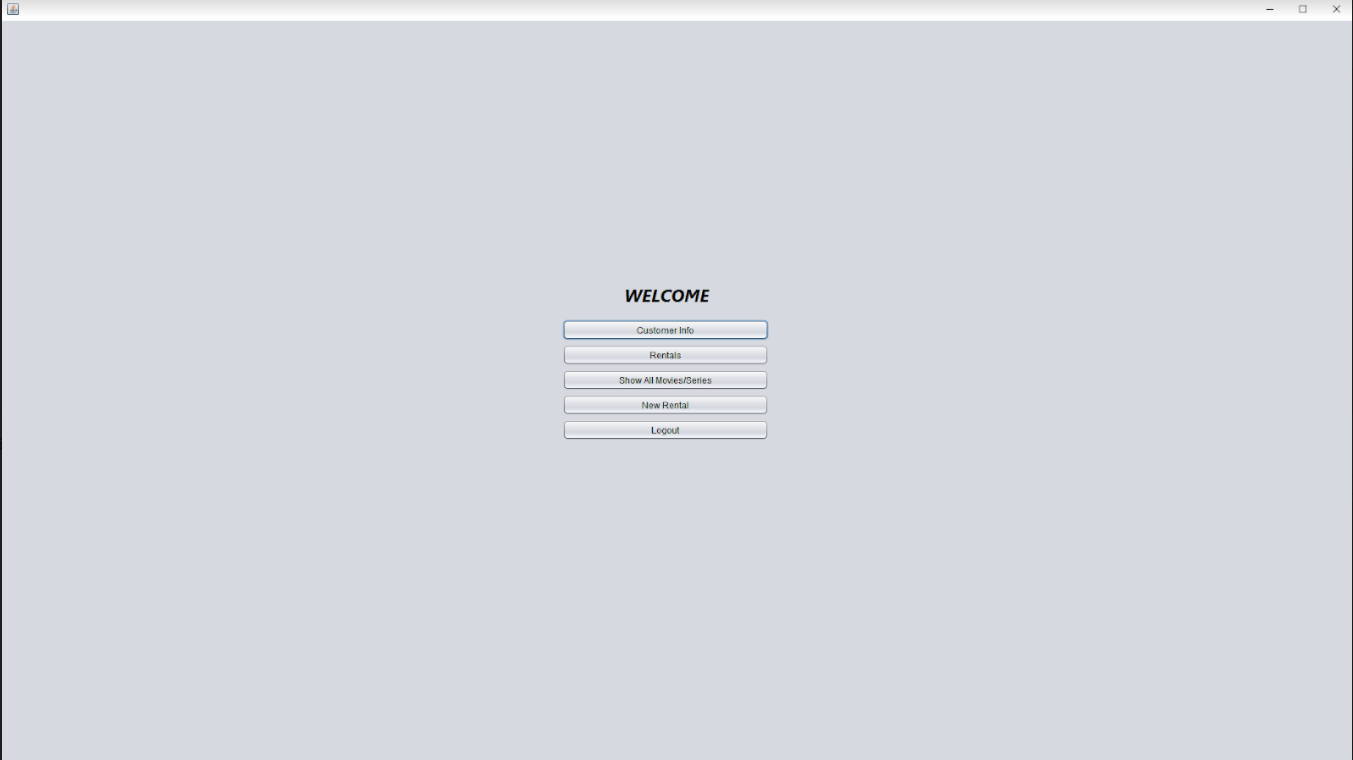 WELCOME
Customer Info
Rentals
Show All Movies/Series
New Rental
Logout